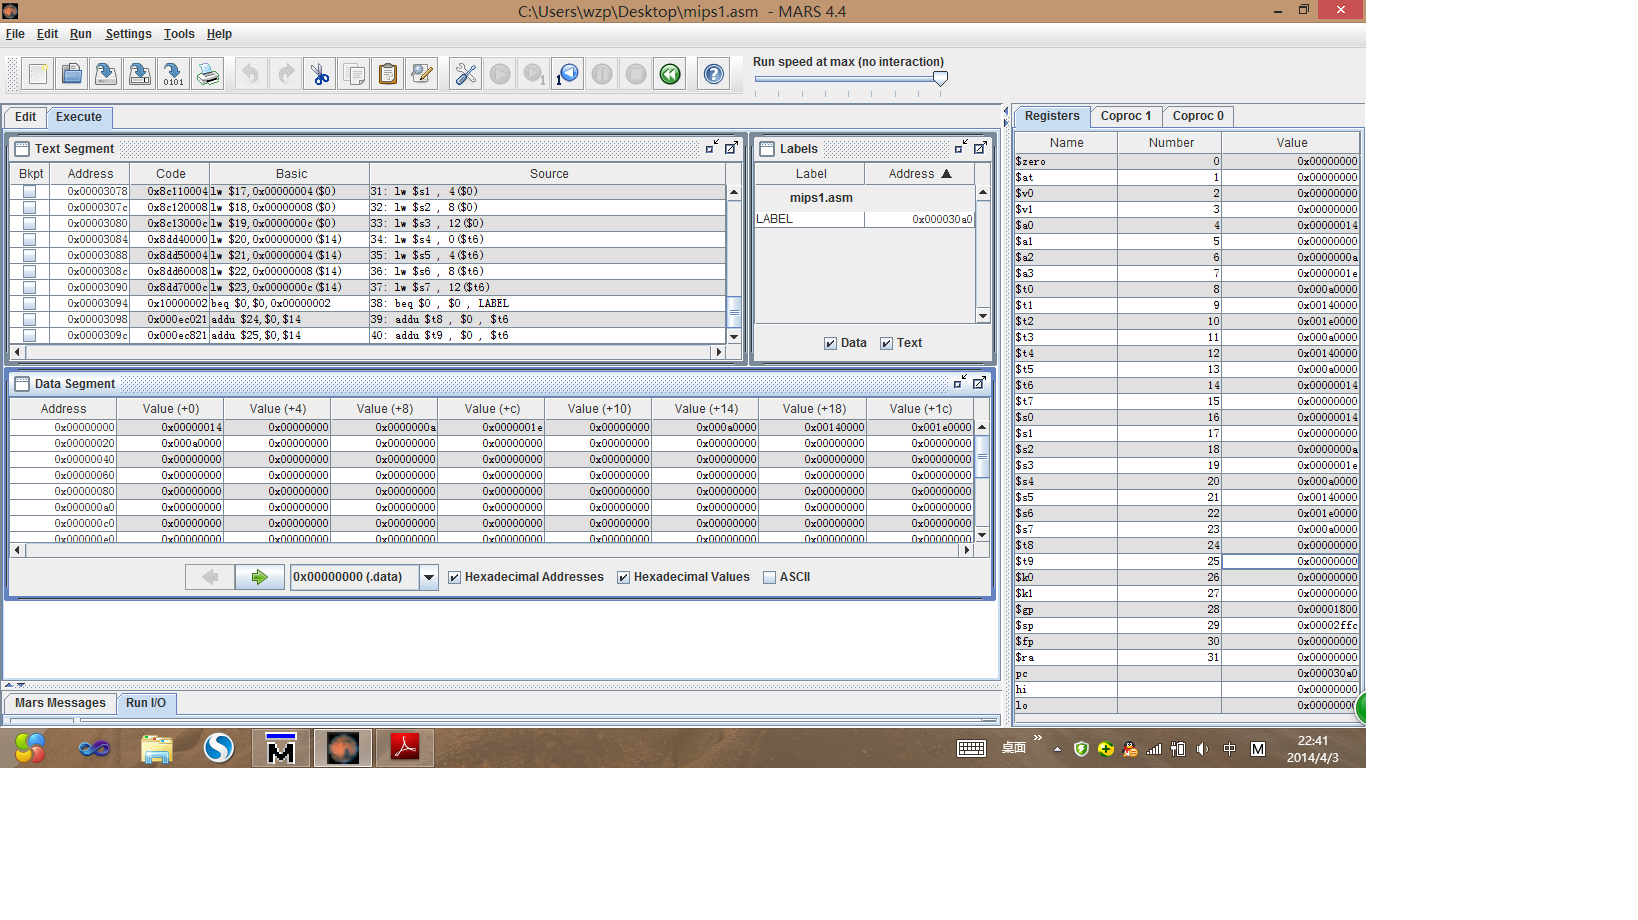 C:\Users\wzp\Desktop\mips1.asm - MARS 4.4
File Edit Run Settings Tools Help
Run speed at max (no interaction)
Edit Execute
Text Segment
Bkpt Address Code Basic Source
0x00003078 0x8c110004 lw $17,0x00000004($0) 31: lw $s1 , 4($0)
0x0000307c 0x8c120008 lw $18,0x00000008($0) 32: lw $s2 , 8($0)
0x00003080 0x8c13000c lw $19,0x0000000c($0) 33: lw $s3 , 12($0)
0x00003084 0x8dd40000 lw $20,0x00000000($14) 34: lw $s4 , 0($t6)
0x00003088 0x8dd50004 lw $21,0x00000004($14) 35: lw $s5 , 4($t6)
0x0000308c 0x8dd60008 lw $22,0x00000008($14) 36: lw $s6 , 8($t6)
0x00003090 0x8dd7000c lw $23,0x0000000c($14) 37: lw $s7 , 12($t6)
0x00003094 0x10000002 beq $0,$0,0x00000002 38: beq $0 , $0 , LABEL
0x00003098 0x000ec021 addu $24,$0,$14 39: addu $t8 , $0 , $t6
0x0000309c 0x000ec821 addu $25,$0,$14 40: addu $t9 , $0 , $t6
Labels
Label Address ▲
mips1.asm
LABEL 0x000030a0
Data Text
Data Segment
Address Value (+0) Value (+4) Value (+8) Value (+c) Value (+10) Value (+14) Value (+18) Value (+1c)
0x00000000 0x00000014 0x00000000 0x0000000a 0x0000001e 0x00000000 0x000a0000 0x00140000 0x001e0000
0x00000020 0x000a0000 0x00000000 0x00000000 0x00000000 0x00000000 0x00000000 0x00000000 0x00000000
0x00000040 0x00000000 0x00000000 0x00000000 0x00000000 0x00000000 0x00000000 0x00000000 0x00000000
0x00000060 0x00000000 0x00000000 0x00000000 0x00000000 0x00000000 0x00000000 0x00000000 0x00000000
0x00000080 0x00000000 0x00000000 0x00000000 0x00000000 0x00000000 0x00000000 0x00000000 0x00000000
0x000000a0 0x00000000 0x00000000 0x00000000 0x00000000 0x00000000 0x00000000 0x00000000 0x00000000
0x000000c0 0x00000000 0x00000000 0x00000000 0x00000000 0x00000000 0x00000000 0x00000000 0x00000000
0x000000e0 0x00000000 0x00000000 0x00000000 0x00000000 0x00000000 0x00000000 0x00000000 0x00000000
0x00000000 (.data) Hexadecimal Addresses Hexadecimal Values ASCII
Mars Messages Run I/O
Registers Coproc 1 Coproc 0
Name Number Value
$zero 0 0x00000000
$at 1 0x00000000
$v0 2 0x00000000
$v1 3 0x00000000
$a0 4 0x00000014
$a1 5 0x00000000
$a2 6 0x0000000a
$a3 7 0x0000001e
$t0 8 0x000a0000
$t1 9 0x00140000
$t2 10 0x001e0000
$t3 11 0x000a0000
$t4 12 0x00140000
$t5 13 0x000a0000
$t6 14 0x00000014
$t7 15 0x00000000
$s0 16 0x00000014
$s1 17 0x00000000
$s2 18 0x0000000a
$s3 19 0x0000001e
$s4 20 0x000a0000
$s5 21 0x00140000
$s6 22 0x001e0000
$s7 23 0x000a0000
$t8 24 0x00000000
$t9 25 0x00000000
$k0 26 0x00000000
$k1 27 0x00000000
$gp 28 0x00001800
$sp 29 0x00002ffc
$fp 30 0x00000000
$ra 31 0x00000000
pc 0x000030a0
hi 0x00000000
lo 0x00000000
桌面 中 M
22:41
2014/4/3